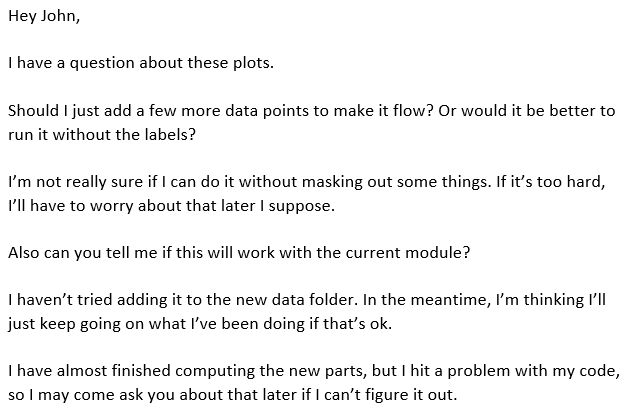 Hey John,
I have a question about these plots.
Should I just add a few more data points to make it flow? Or would it be better to
run it without the labels?
I’m not really sure if I can do it without masking out some things. If it’s too hard,
I’ll have to worry about that later I suppose.
Also can you tell me if this will work with the current module?
I haven’t tried adding it to the new data folder. In the meantime, I’m thinking I’ll
just keep going on what I’ve been doing if that’s ok.
I have almost finished computing the new parts, but I hit a problem with my code,
so I may come ask you about that later if I can’t figure it out.